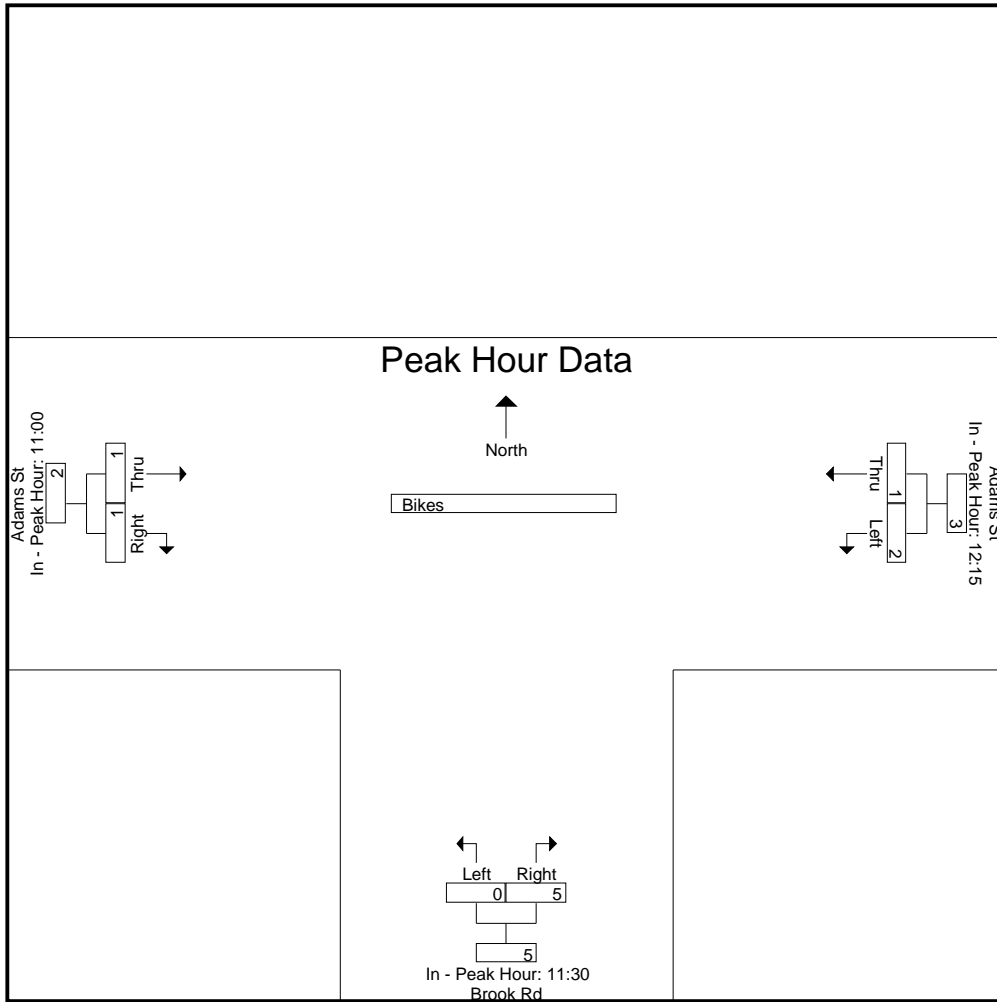 Peak Hour Data
North
Bikes
Adams St
In - Peak Hour: 11:00
2
1
1
Thru
Right
Adams St
In - Peak Hour: 12:15
3
1
2
Thru
Left
Left Right
0 5
5
In - Peak Hour: 11:30
Brook Rd